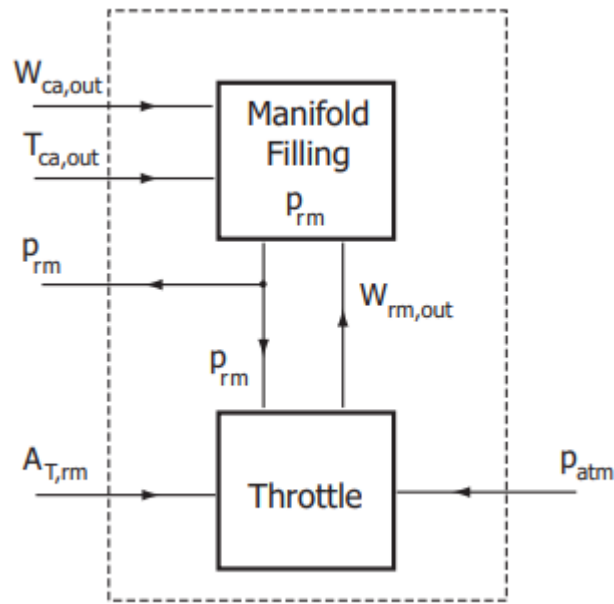 W_ca,out
Manifold
Filling
T_ca,out
p_rm
p_rm
W_rm,out
p_rm
A_T,rm
Throttle
p_atm